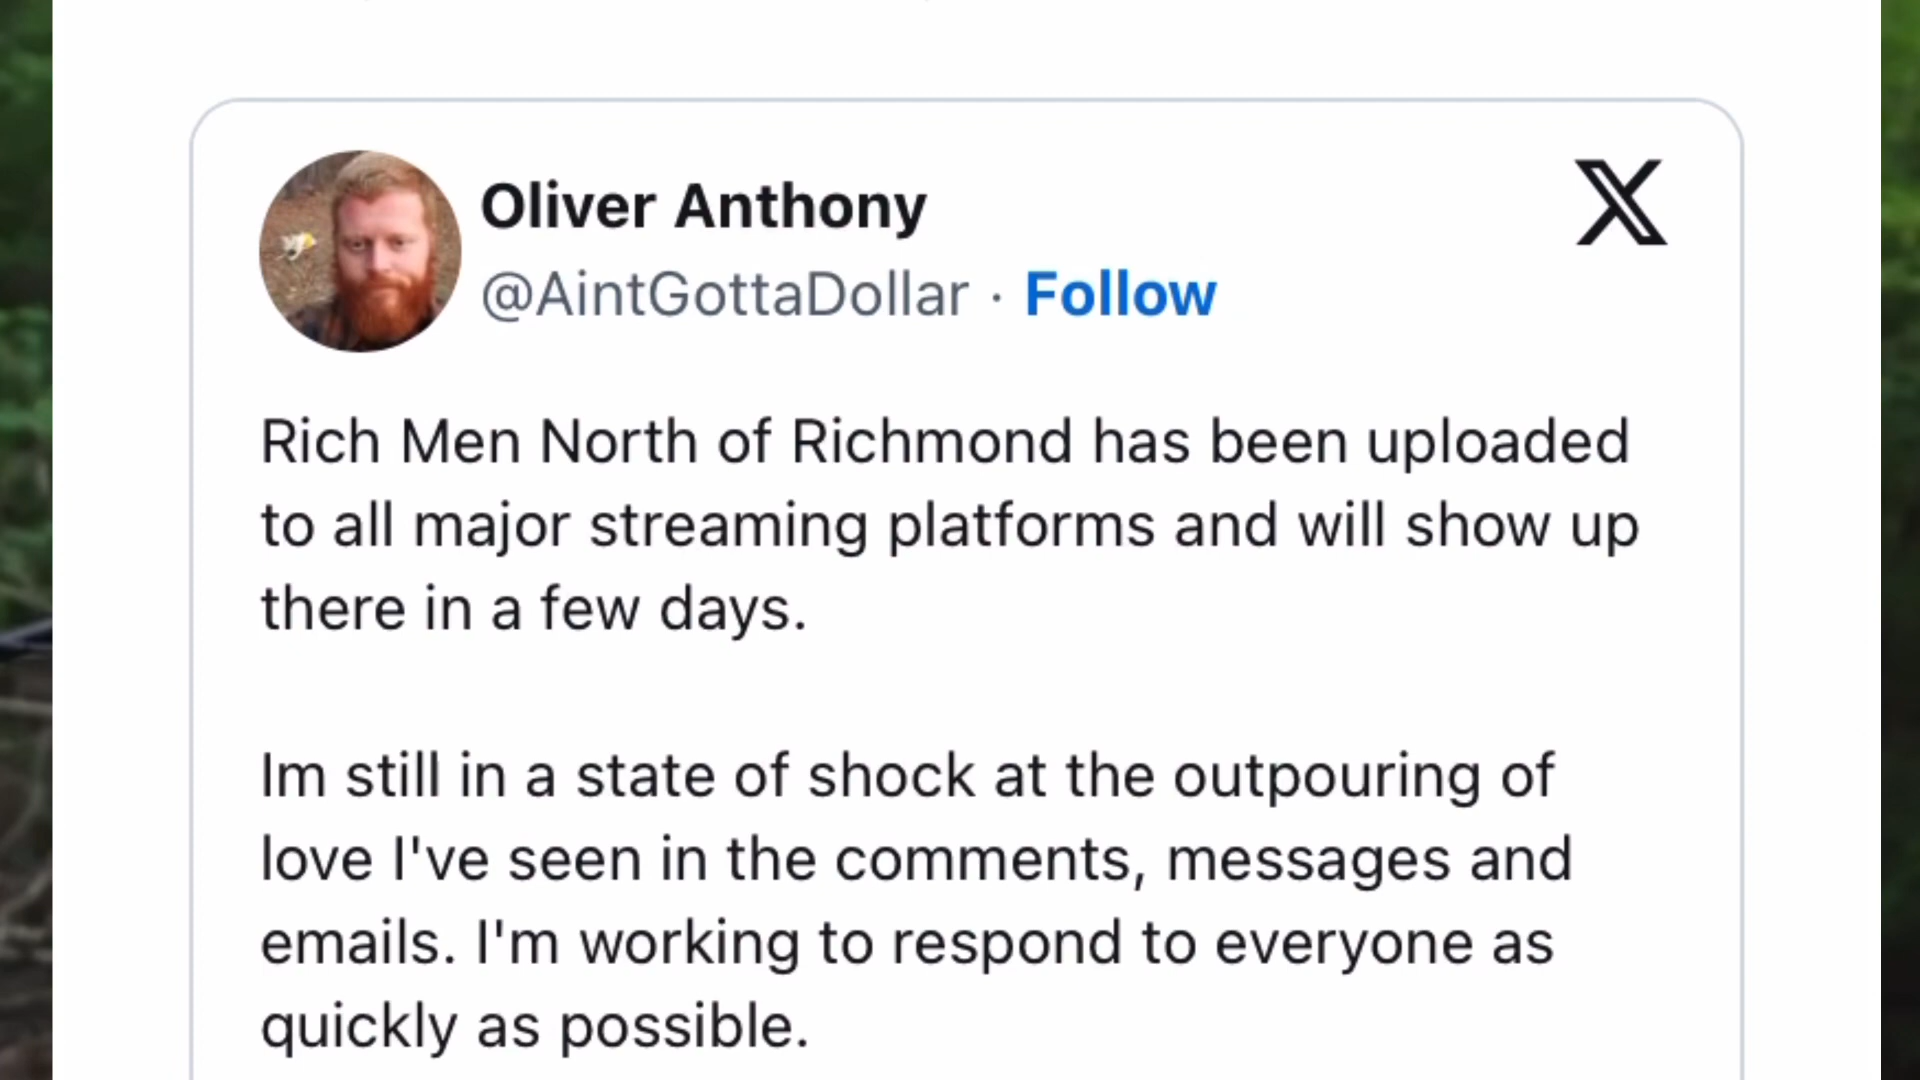 Oliver Anthony
@AintGottaDollar · Follow
Rich Men North of Richmond has been uploaded
to all major streaming platforms and will show up
there in a few days.
Im still in a state of shock at the outpouring of
love I've seen in the comments, messages and
emails. I'm working to respond to everyone as
quickly as possible.